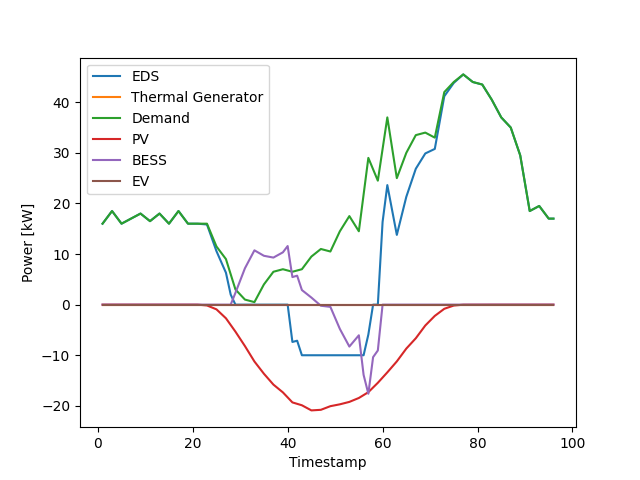 EDS
Thermal Generator
Demand
PV
BESS
EV
Power [kW]
40
30
20
10
0
−10
−20
0 20 40 60 80 100
Timestamp